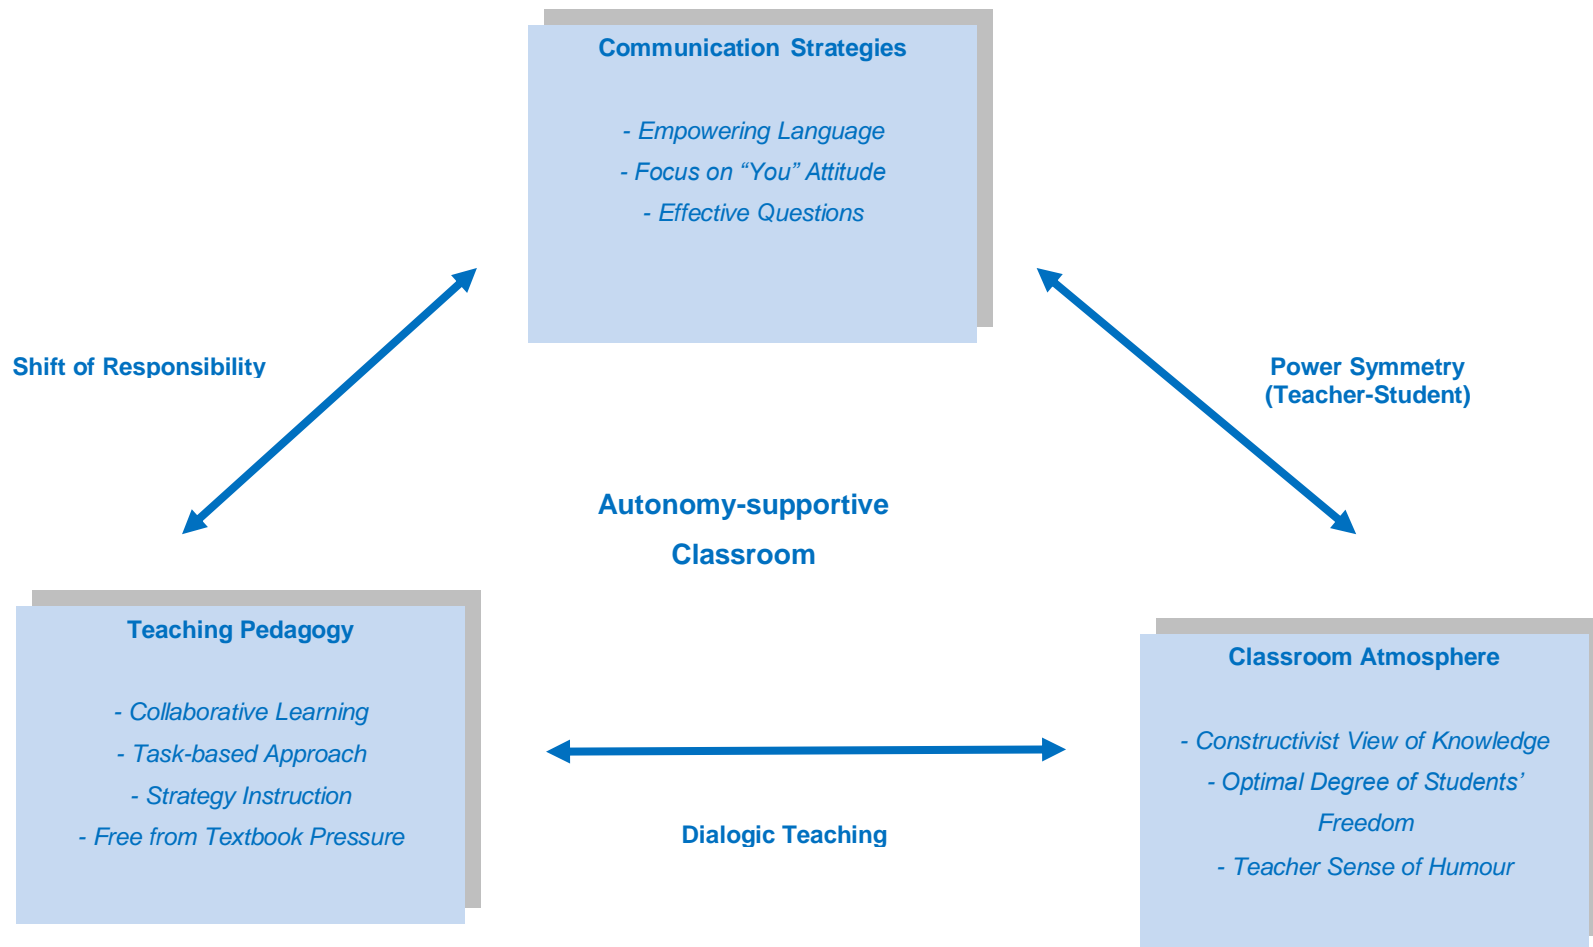 Communication Strategies
- Empowering Language
- Focus on “You” Attitude
- Effective Questions
Shift of Responsibility
Power Symmetry
(Teacher-Student)
Autonomy-supportive
Classroom
Teaching Pedagogy
- Collaborative Learning
- Task-based Approach
- Strategy Instruction
- Free from Textbook Pressure
Dialogic Teaching
Classroom Atmosphere
- Constructivist View of Knowledge
- Optimal Degree of Students’
Freedom
- Teacher Sense of Humour